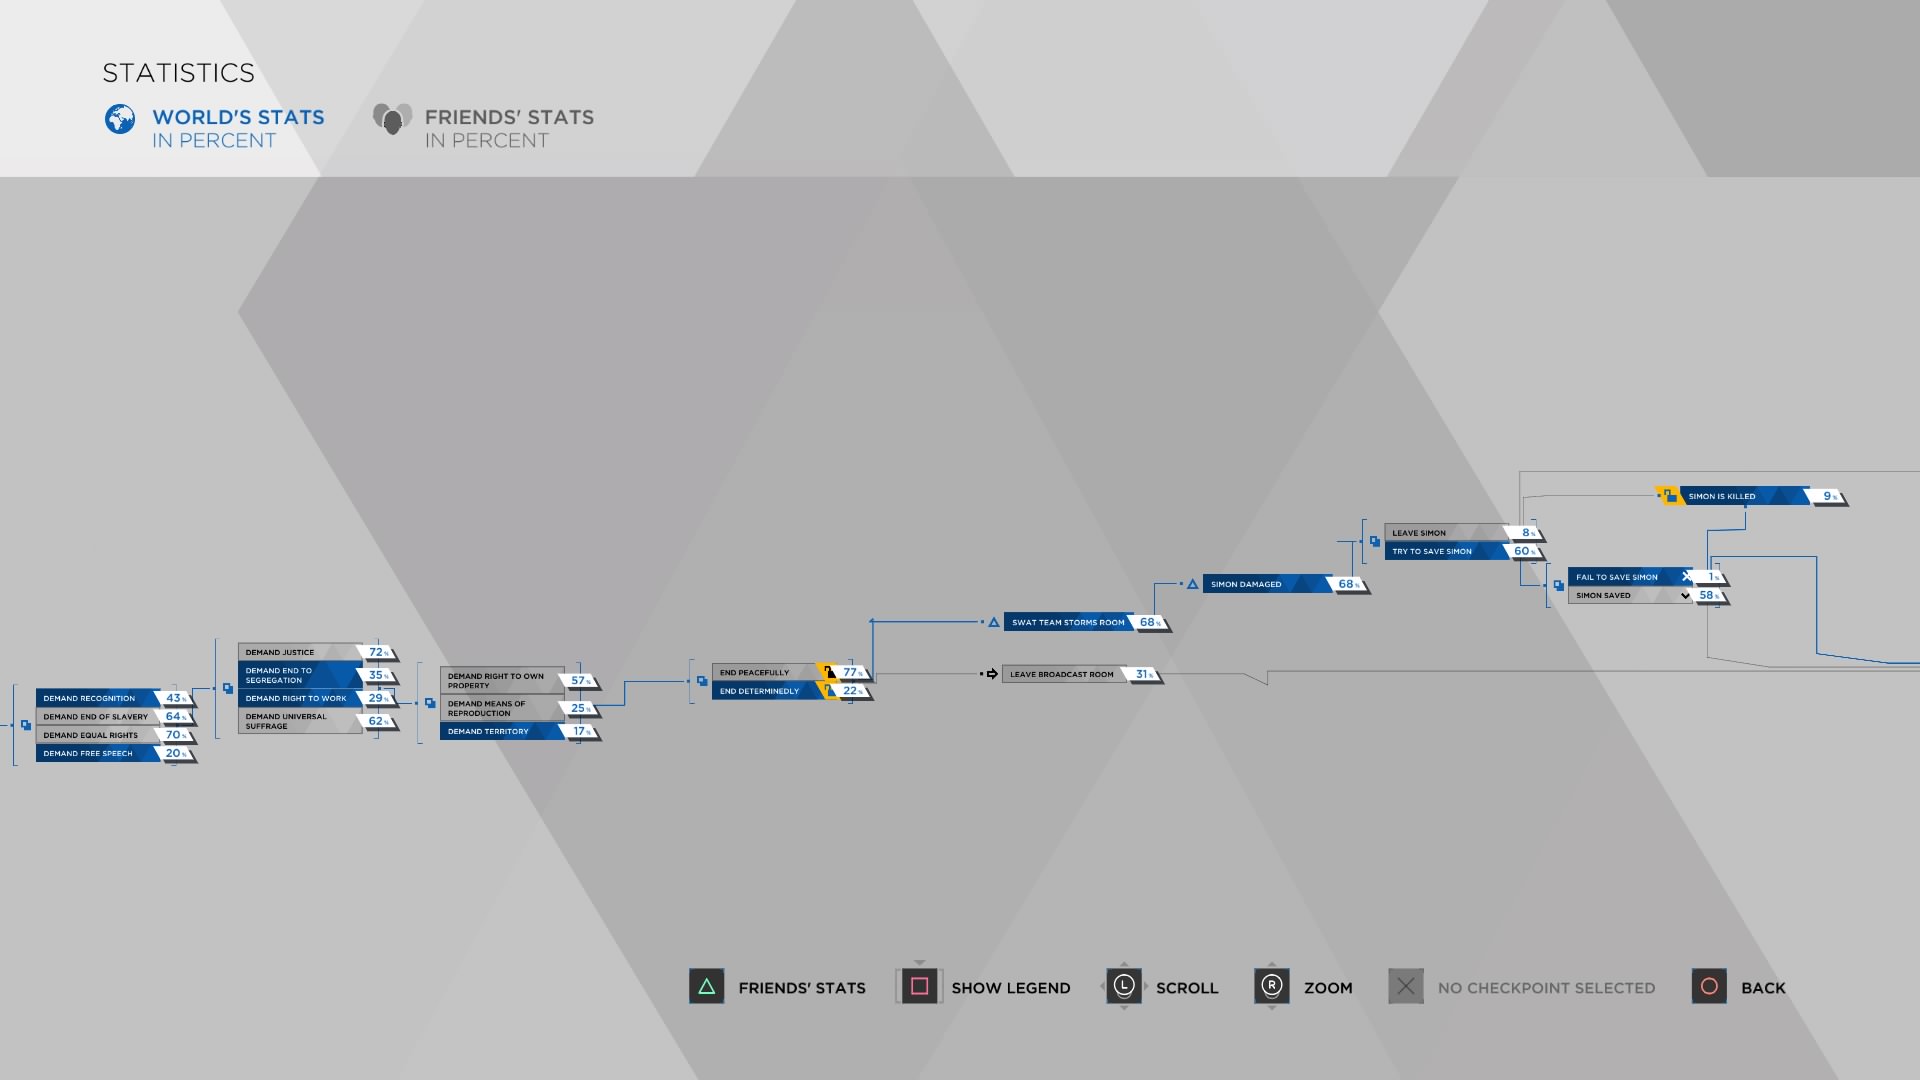 STATISTICS
WORLD'S STATS
IN PERCENT
FRIENDS' STATS
IN PERCENT
DEMAND RECOGNITION 43%
DEMAND END OF SLAVERY 64%
DEMAND EQUAL RIGHTS 70%
DEMAND FREE SPEECH 20%
DEMAND JUSTICE 72%
DEMAND END TO
SEGREGATION 35%
DEMAND RIGHT TO WORK 29%
DEMAND UNIVERSAL
SUFFRAGE 62%
DEMAND RIGHT TO OWN
PROPERTY 57%
DEMAND MEANS OF
REPRODUCTION 25%
DEMAND TERRITORY 17%
END PEACEFULLY 77%
END DETERMINEDLY 22%
SWAT TEAM STORMS ROOM 68%
LEAVE BROADCAST ROOM 31%
SIMON DAMAGED 68%
LEAVE SIMON 8%
TRY TO SAVE SIMON 60%
SIMON IS KILLED 9%
FAIL TO SAVE SIMON 1%
SIMON SAVED 58%
FRIENDS' STATS
SHOW LEGEND
L SCROLL
R ZOOM
NO CHECKPOINT SELECTED
BACK